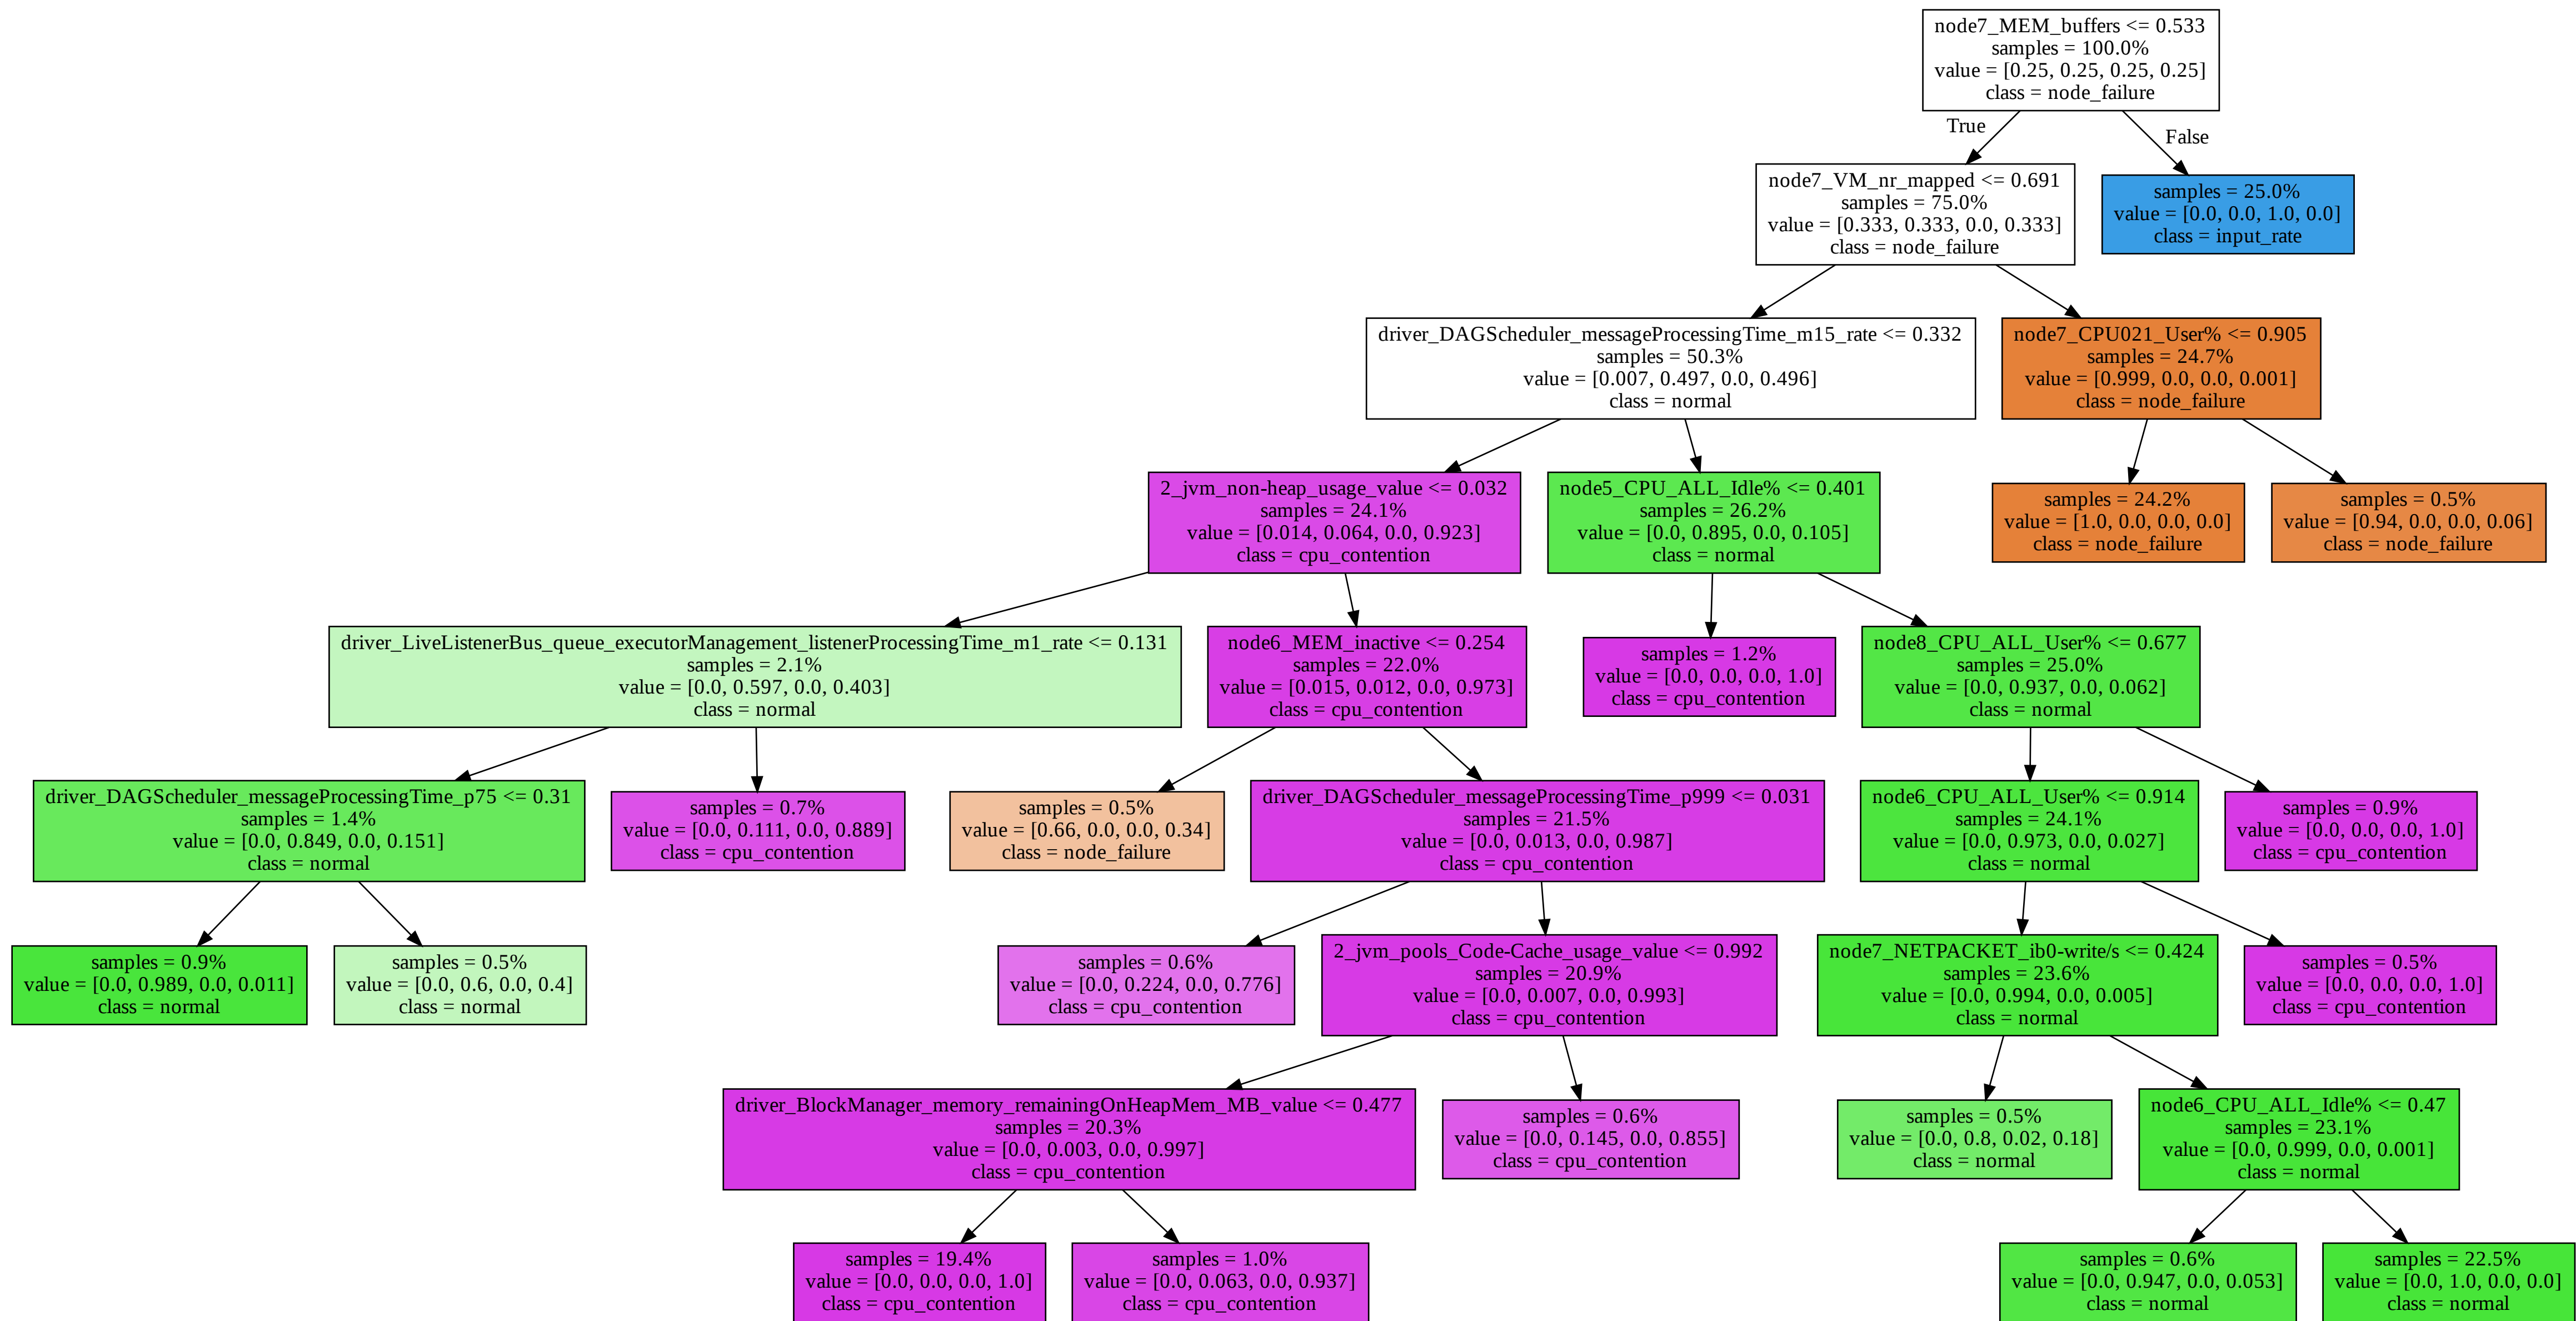 node7_MEM_buffers <= 0.533
samples = 100.0%
value = [0.25, 0.25, 0.25, 0.25]
class = node_failure
True
False
node7_VM_nr_mapped <= 0.691
samples = 75.0%
value = [0.333, 0.333, 0.0, 0.333]
class = node_failure
samples = 25.0%
value = [0.0, 0.0, 1.0, 0.0]
class = input_rate
driver_DAGScheduler_messageProcessingTime_m15_rate <= 0.332
samples = 50.3%
value = [0.007, 0.497, 0.0, 0.496]
class = normal
node7_CPU021_User% <= 0.905
samples = 24.7%
value = [0.999, 0.0, 0.0, 0.001]
class = node_failure
2_jvm_non-heap_usage_value <= 0.032
samples = 24.1%
value = [0.014, 0.064, 0.0, 0.923]
class = cpu_contention
node5_CPU_ALL_Idle% <= 0.401
samples = 26.2%
value = [0.0, 0.895, 0.0, 0.105]
class = normal
samples = 24.2%
value = [1.0, 0.0, 0.0, 0.0]
class = node_failure
samples = 0.5%
value = [0.94, 0.0, 0.0, 0.06]
class = node_failure
driver_LiveListenerBus_queue_executorManagement_listenerProcessingTime_m1_rate <= 0.131
samples = 2.1%
value = [0.0, 0.597, 0.0, 0.403]
class = normal
node6_MEM_inactive <= 0.254
samples = 22.0%
value = [0.015, 0.012, 0.0, 0.973]
class = cpu_contention
samples = 1.2%
value = [0.0, 0.0, 0.0, 1.0]
class = cpu_contention
node8_CPU_ALL_User% <= 0.677
samples = 25.0%
value = [0.0, 0.937, 0.0, 0.062]
class = normal
driver_DAGScheduler_messageProcessingTime_p75 <= 0.31
samples = 1.4%
value = [0.0, 0.849, 0.0, 0.151]
class = normal
samples = 0.7%
value = [0.0, 0.111, 0.0, 0.889]
class = cpu_contention
samples = 0.5%
value = [0.66, 0.0, 0.0, 0.34]
class = node_failure
driver_DAGScheduler_messageProcessingTime_p999 <= 0.031
samples = 21.5%
value = [0.0, 0.013, 0.0, 0.987]
class = cpu_contention
node6_CPU_ALL_User% <= 0.914
samples = 24.1%
value = [0.0, 0.973, 0.0, 0.027]
class = normal
samples = 0.9%
value = [0.0, 0.0, 0.0, 1.0]
class = cpu_contention
samples = 0.9%
value = [0.0, 0.989, 0.0, 0.011]
class = normal
samples = 0.5%
value = [0.0, 0.6, 0.0, 0.4]
class = normal
samples = 0.6%
value = [0.0, 0.224, 0.0, 0.776]
class = cpu_contention
2_jvm_pools_Code-Cache_usage_value <= 0.992
samples = 20.9%
value = [0.0, 0.007, 0.0, 0.993]
class = cpu_contention
node7_NETPACKET_ib0-write/s <= 0.424
samples = 23.6%
value = [0.0, 0.994, 0.0, 0.005]
class = normal
samples = 0.5%
value = [0.0, 0.0, 0.0, 1.0]
class = cpu_contention
driver_BlockManager_memory_remainingOnHeapMem_MB_value <= 0.477
samples = 20.3%
value = [0.0, 0.003, 0.0, 0.997]
class = cpu_contention
samples = 0.6%
value = [0.0, 0.145, 0.0, 0.855]
class = cpu_contention
samples = 0.5%
value = [0.0, 0.8, 0.02, 0.18]
class = normal
node6_CPU_ALL_Idle% <= 0.47
samples = 23.1%
value = [0.0, 0.999, 0.0, 0.001]
class = normal
samples = 19.4%
value = [0.0, 0.0, 0.0, 1.0]
class = cpu_contention
samples = 1.0%
value = [0.0, 0.063, 0.0, 0.937]
class = cpu_contention
samples = 0.6%
value = [0.0, 0.947, 0.0, 0.053]
class = normal
samples = 22.5%
value = [0.0, 1.0, 0.0, 0.0]
class = normal